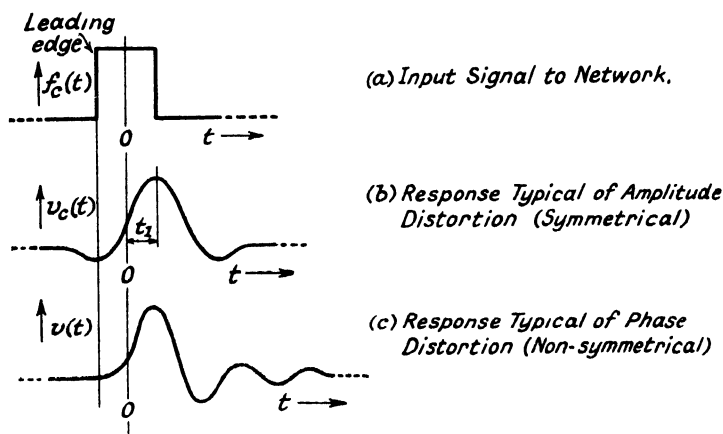 Leading
edge
f_c(t)
0
t
(a) Input Signal to Network.
v_c(t)
t_1
0
t
(b) Response Typical of Amplitude
Distortion (Symmetrical)
v(t)
0
t
(c) Response Typical of Phase
Distortion (Non-symmetrical)